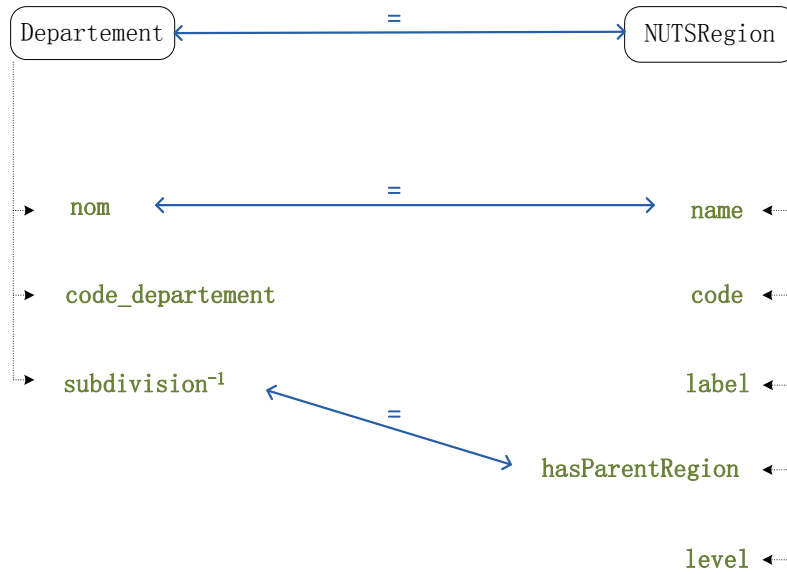 Departement = NUTSRegion
=
nom name
code_departement code
subdivision⁻¹ label
=
hasParentRegion
level